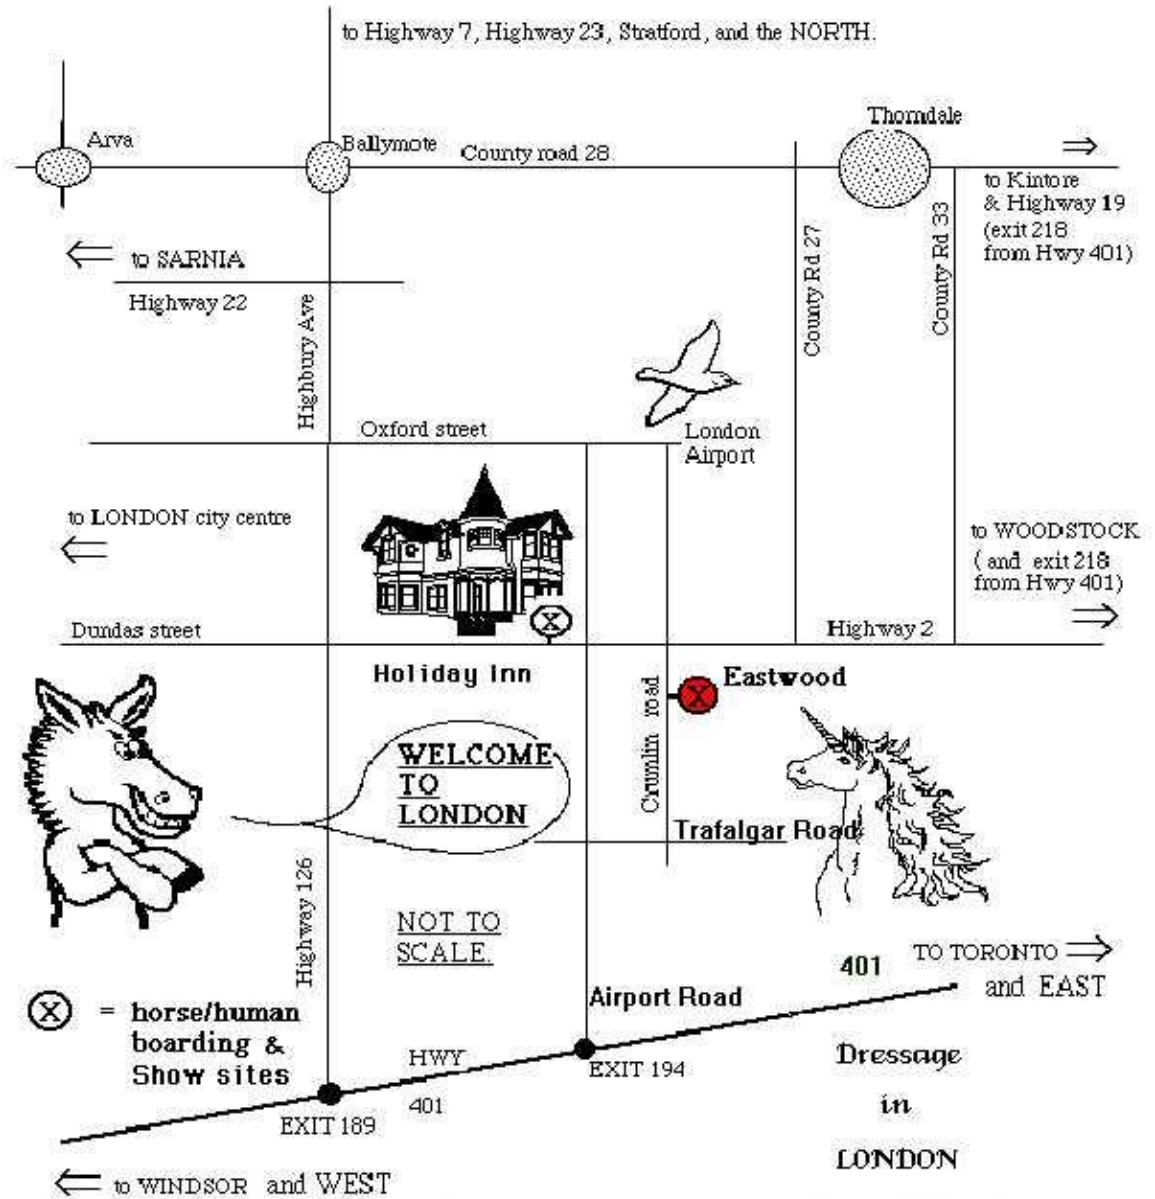 to Highway 7, Highway 23, Stratford, and the NORTH.
Thorndale
Arva
Ballymote
County road 28
to Kintore
& Highway 19
(exit 218
from Hwy 401)
County Rd 27
County Rd 33
to SARNIA
Highway 22
Highbury Ave
Oxford street
London
Airport
to LONDON city centre
to WOODSTOCK
( and exit 218
from Hwy 401)
X
Dundas street
Highway 2
Holiday Inn
Eastwood
X
Crumlin road
WELCOME
TO
LONDON
Trafalgar Road
Highway 126
NOT TO
SCALE.
401
TO TORONTO
and EAST
Airport Road
X = horse/human
boarding &
Show sites
HWY
401
EXIT 194
EXIT 189
Dressage
in
LONDON
to WINDSOR and WEST